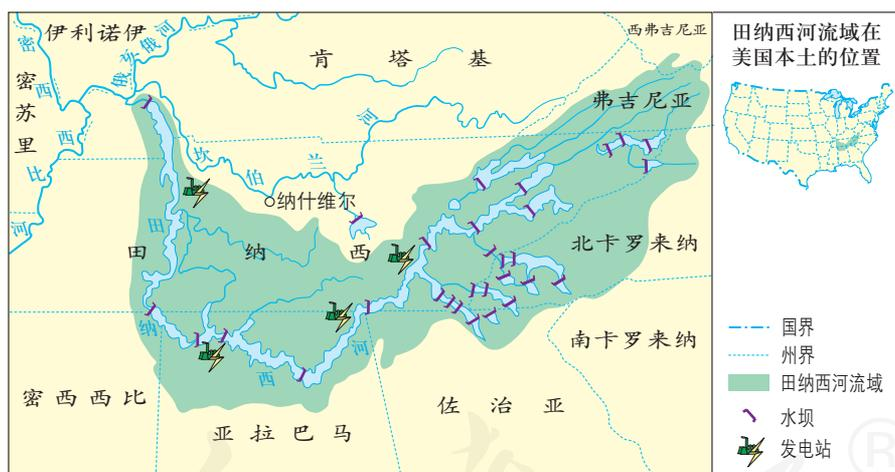 伊利诺伊
密西西比河
密苏里
俄亥俄河
肯塔基
西弗吉尼亚
弗吉尼亚
坎伯兰河
纳什维尔
田纳西
田纳西河
北卡罗来纳
南卡罗来纳
密西西比
亚拉巴马
佐治亚
田纳西河流域在
美国本土的位置
国界
州界
田纳西河流域
水坝
发电站
®